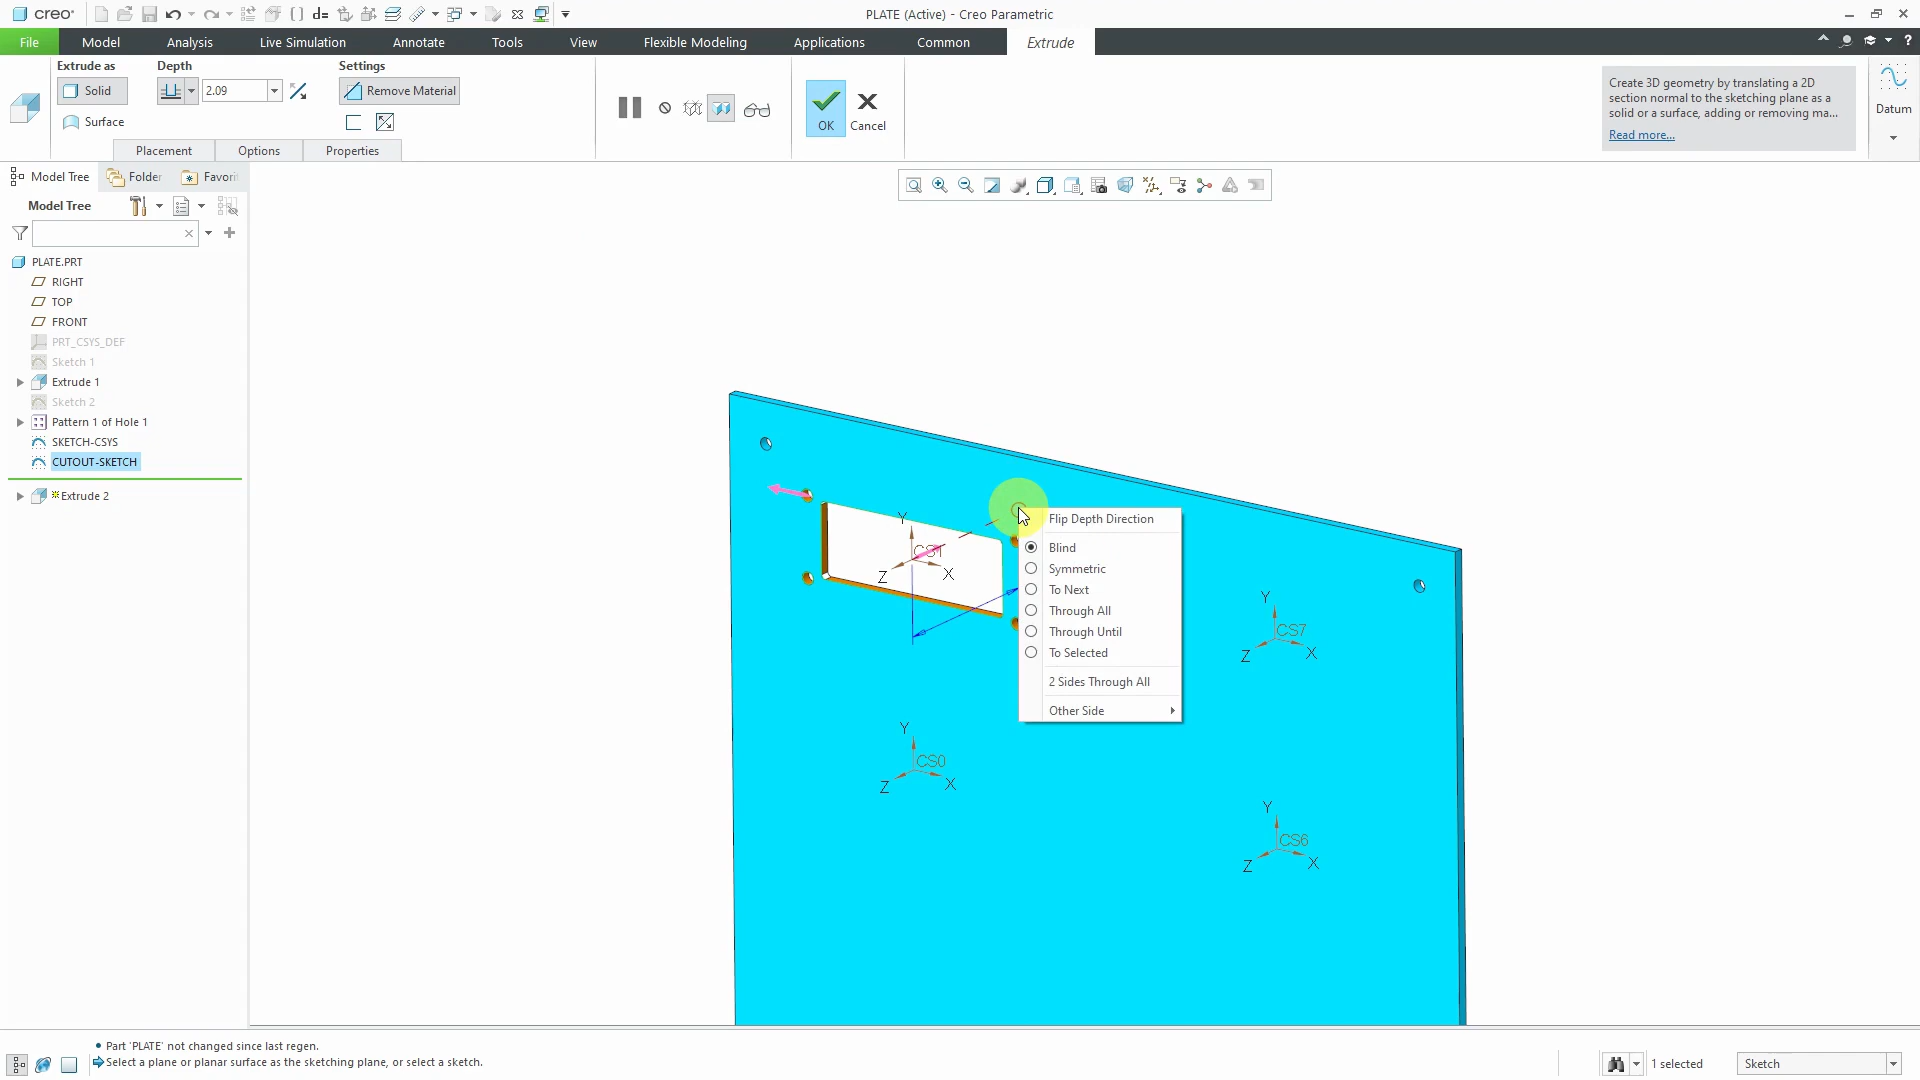 creo
PLATE (Active) - Creo Parametric
File Model Analysis Live Simulation Annotate Tools View Flexible Modeling Applications Common Extrude
Extrude as Depth Settings
Solid 2.09 Remove Material
Surface
OK Cancel
Placement Options Properties
Create 3D geometry by translating a 2D
section normal to the sketching plane as a
solid or a surface, adding or removing ma...
Read more...
Datum
Model Tree Folder Favori
Model Tree
PLATE.PRT
RIGHT
TOP
FRONT
PRT_CSYS_DEF
Sketch 1
Extrude 1
Sketch 2
Pattern 1 of Hole 1
SKETCH-CSYS
CUTOUT-SKETCH
Extrude 2
Y
CS1
Z X
Flip Depth Direction
Blind
Symmetric
To Next
Through All
Through Until
To Selected
2 Sides Through All
Other Side
Y
CS7
Z X
Y
CS0
Z X
Y
CS6
Z X
Part 'PLATE' not changed since last regen.
Select a plane or planar surface as the sketching plane, or select a sketch.
1 selected Sketch